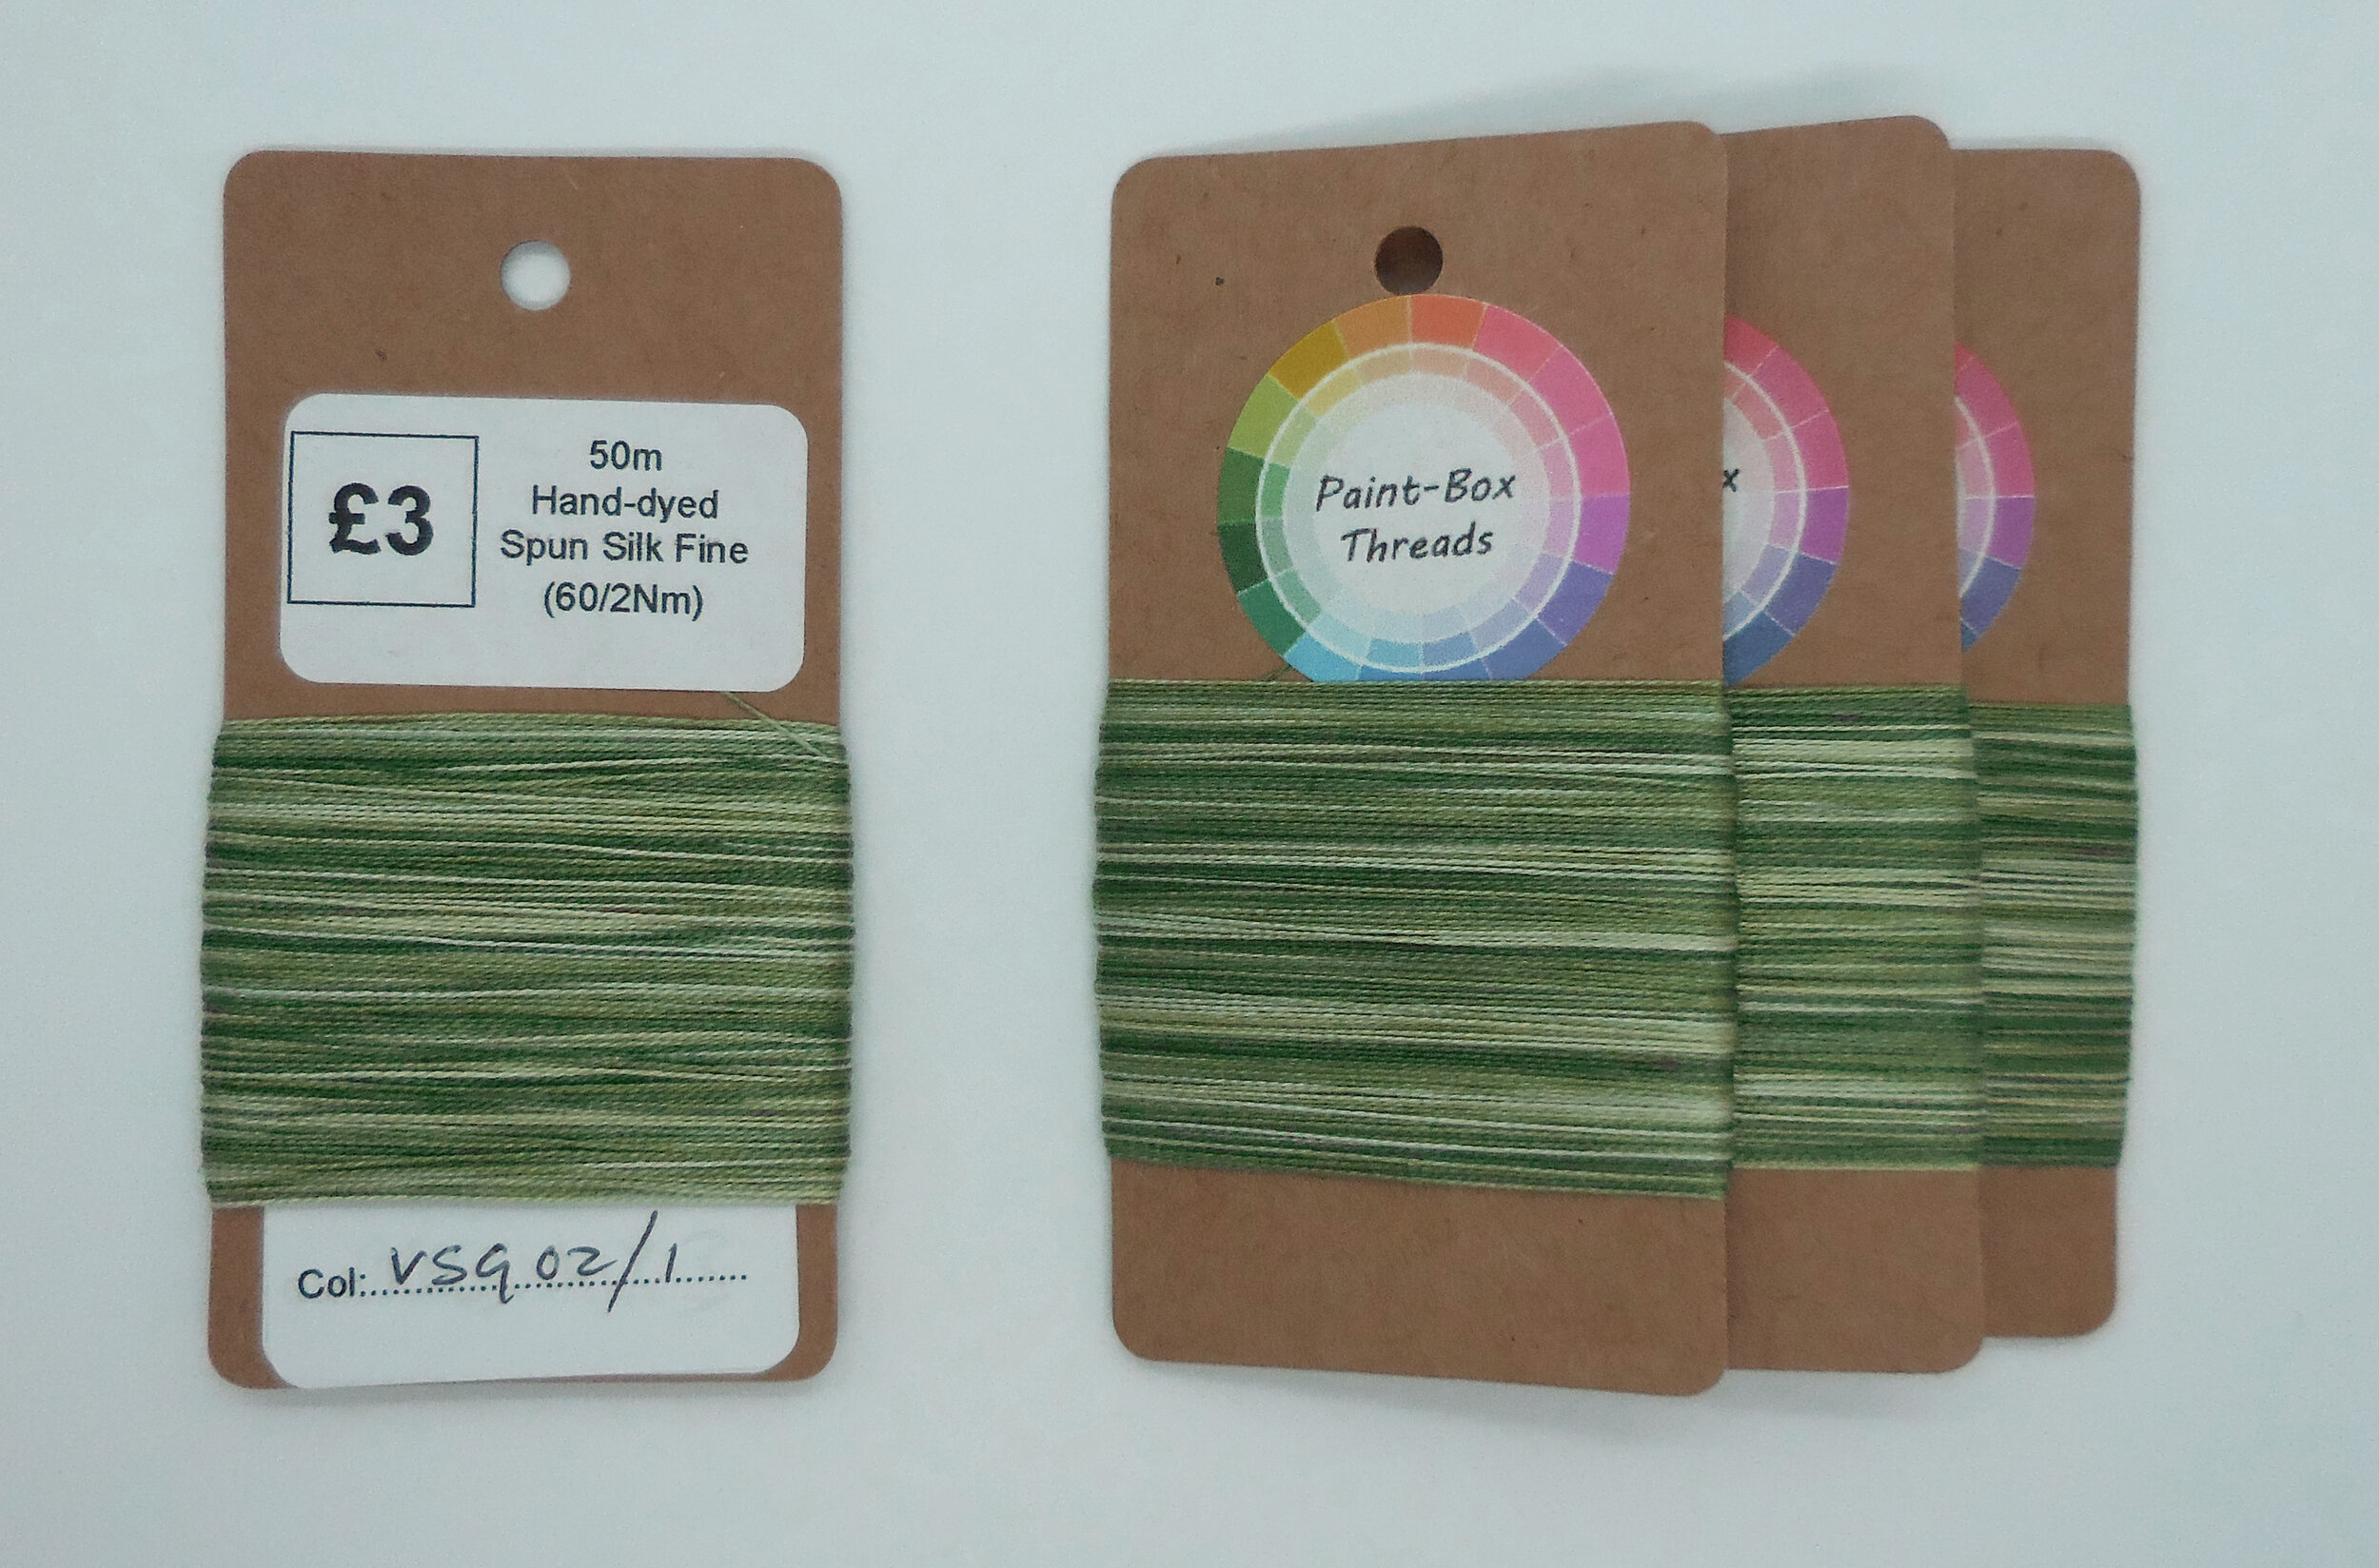 £3
50m
Hand-dyed
Spun Silk Fine
(60/2Nm)
Col:..VSG 02/1.......
Paint-Box
Threads
x